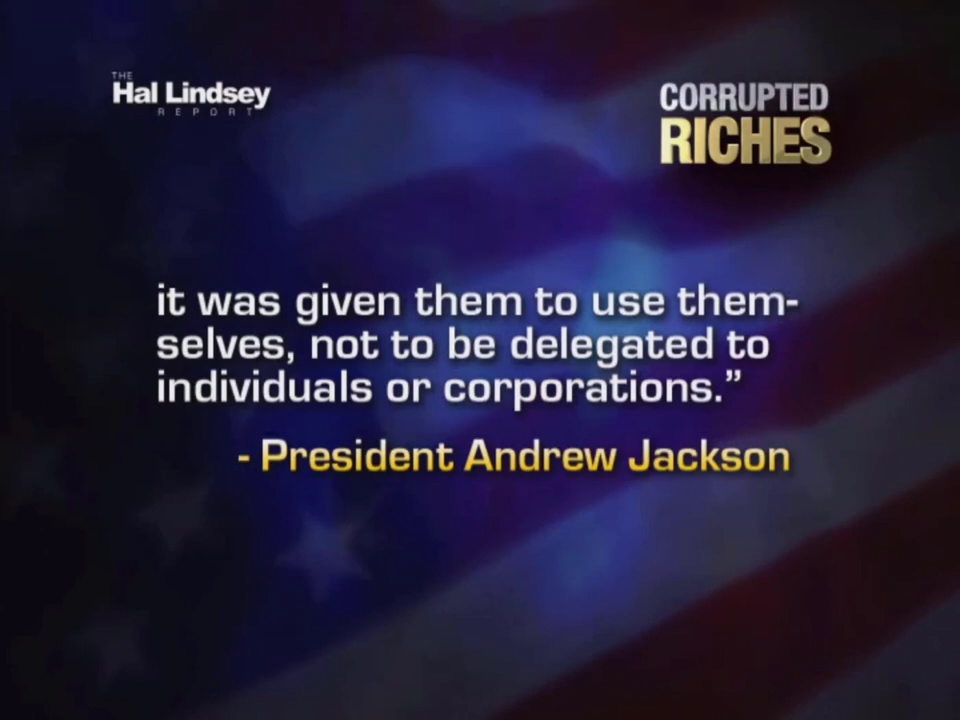 THE
Hal Lindsey
REPORT
CORRUPTED
RICHES
it was given them to use them-
selves, not to be delegated to
individuals or corporations.”
- President Andrew Jackson